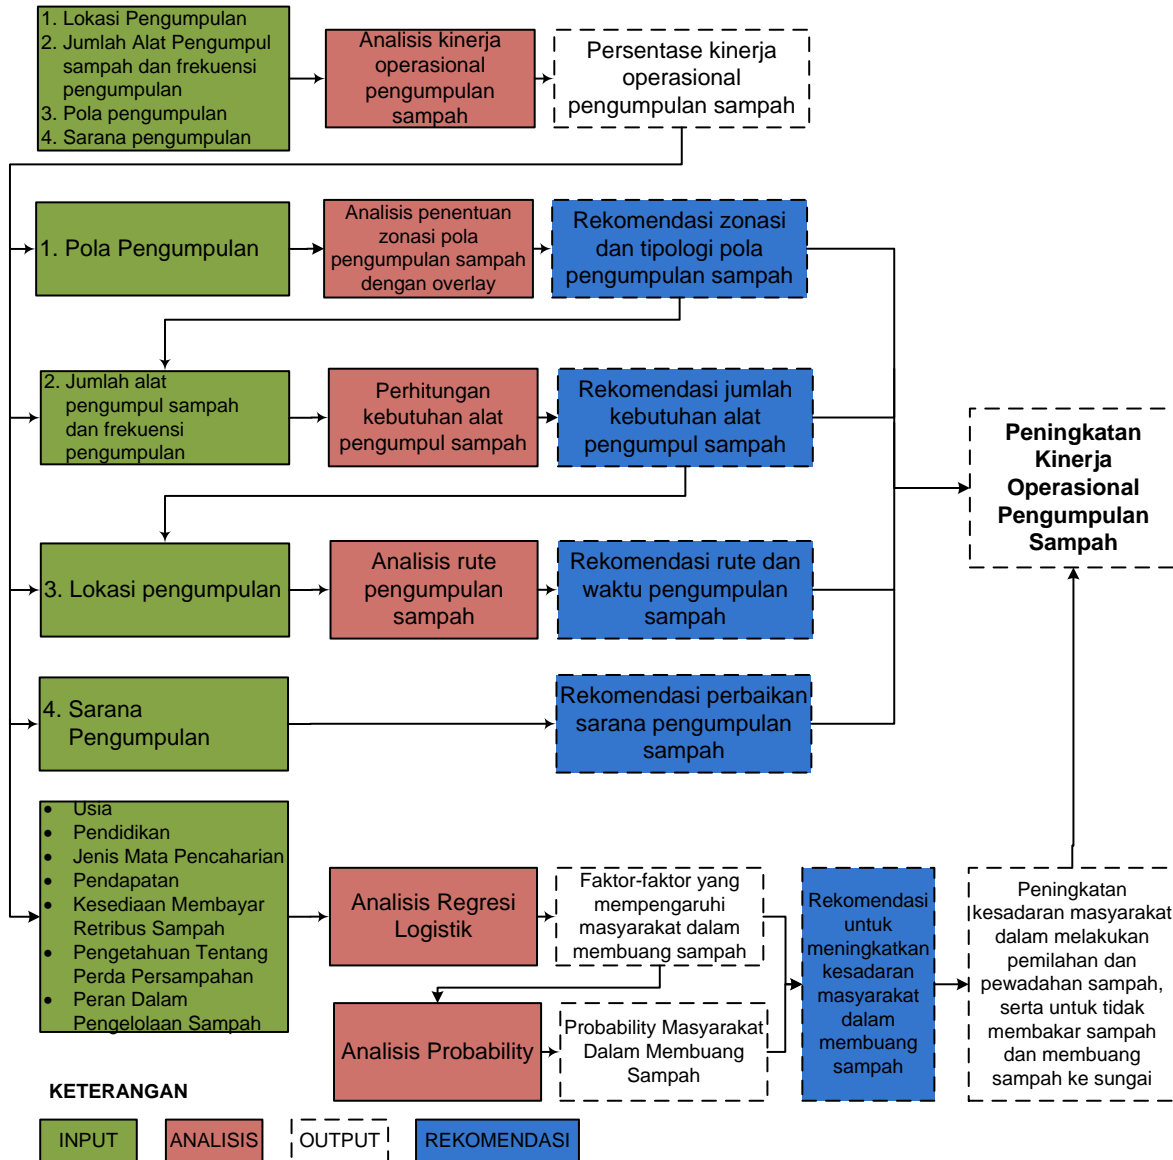 1. Lokasi Pengumpulan
2. Jumlah Alat Pengumpul
sampah dan frekuensi
pengumpulan
3. Pola pengumpulan
4. Sarana pengumpulan
Analisis kinerja
operasional
pengumpulan
sampah
Persentase kinerja
operasional
pengumpulan sampah
1. Pola Pengumpulan
Analisis penentuan
zonasi pola
pengumpulan sampah
dengan overlay
Rekomendasi zonasi
dan tipologi pola
pengumpulan sampah
2. Jumlah alat
pengumpul sampah
dan frekuensi
pengumpulan
Perhitungan
kebutuhan alat
pengumpul sampah
Rekomendasi jumlah
kebutuhan alat
pengumpul sampah
3. Lokasi pengumpulan
Analisis rute
pengumpulan
sampah
Rekomendasi rute dan
waktu pengumpulan
sampah
4. Sarana
Pengumpulan
Rekomendasi perbaikan
sarana pengumpulan
sampah
Peningkatan
Kinerja
Operasional
Pengumpulan
Sampah
• Usia
• Pendidikan
• Jenis Mata Pencaharian
• Pendapatan
• Kesediaan Membayar
Retribus Sampah
• Pengetahuan Tentang
Perda Persampahan
• Peran Dalam
Pengelolaan Sampah
Analisis Regresi
Logistik
Faktor-faktor yang
mempengaruhi
masyarakat dalam
membuang sampah
Analisis Probability
Probability Masyarakat
Dalam Membuang
Sampah
Rekomendasi
untuk
meningkatkan
kesadaran
masyarakat
dalam
membuang
sampah
Peningkatan
kesadaran masyarakat
dalam melakukan
pemilahan dan
pewadahan sampah,
serta untuk tidak
membakar sampah
dan membuang
sampah ke sungai
KETERANGAN
INPUT
ANALISIS
OUTPUT
REKOMENDASI